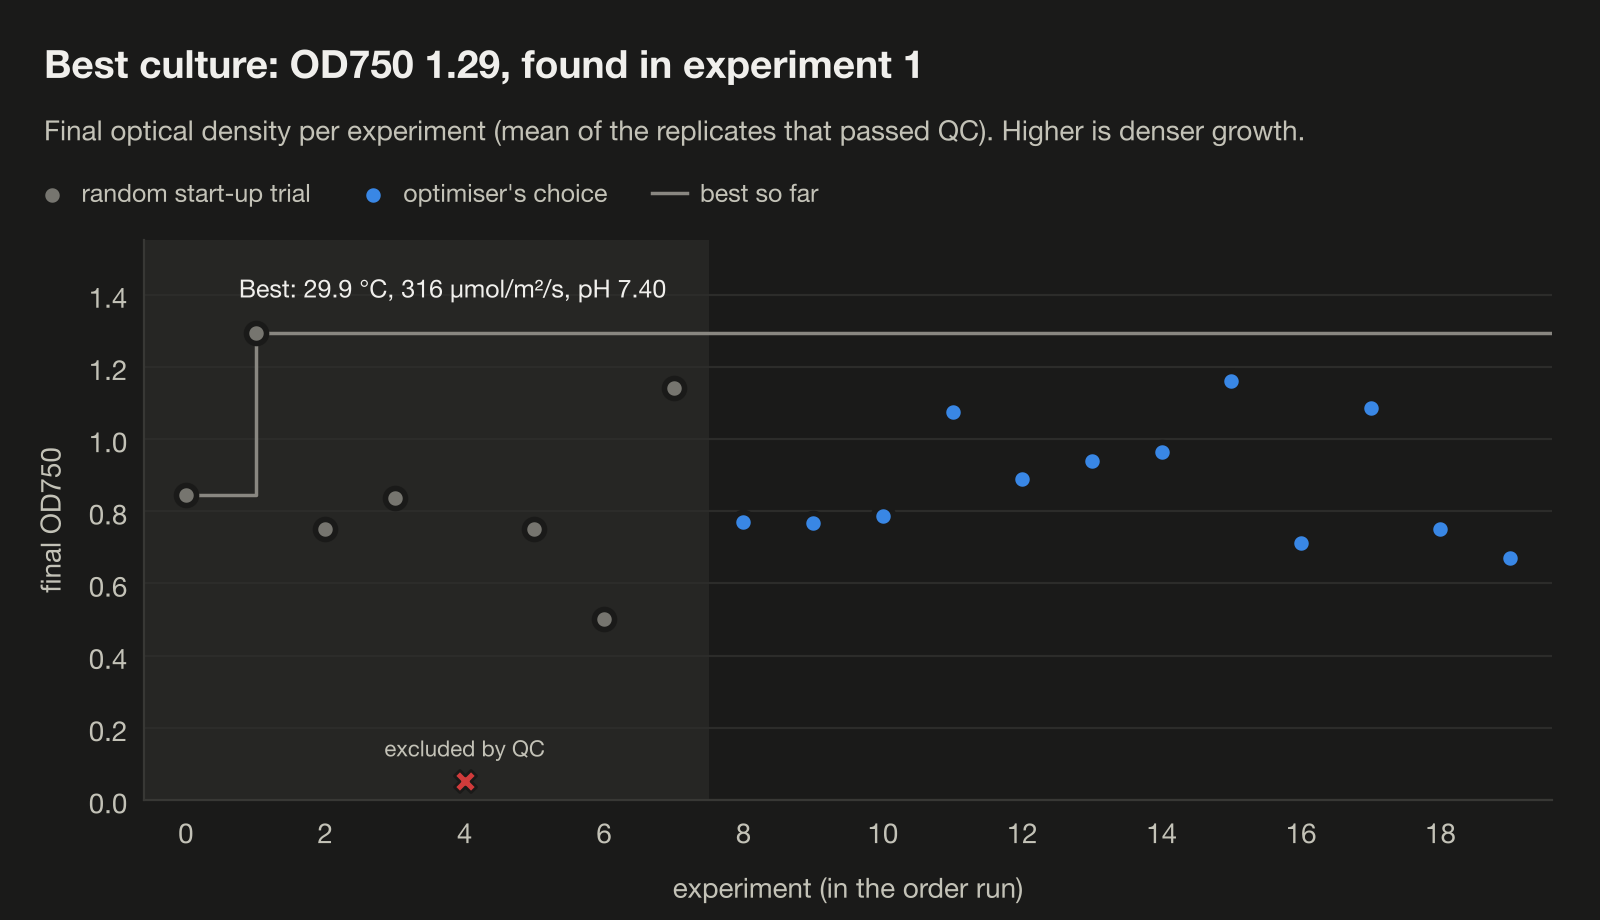 Best culture: OD750 1.29, found in experiment 1
Final optical density per experiment (mean of the replicates that passed QC). Higher is denser growth.
random start-up trial
optimiser's choice
best so far
Best: 29.9 °C, 316 µmol/m²/s, pH 7.40
1.4
1.2
1.0
0.8
0.6
0.4
0.2
0.0
final OD750
excluded by QC
0 2 4 6 8 10 12 14 16 18
experiment (in the order run)